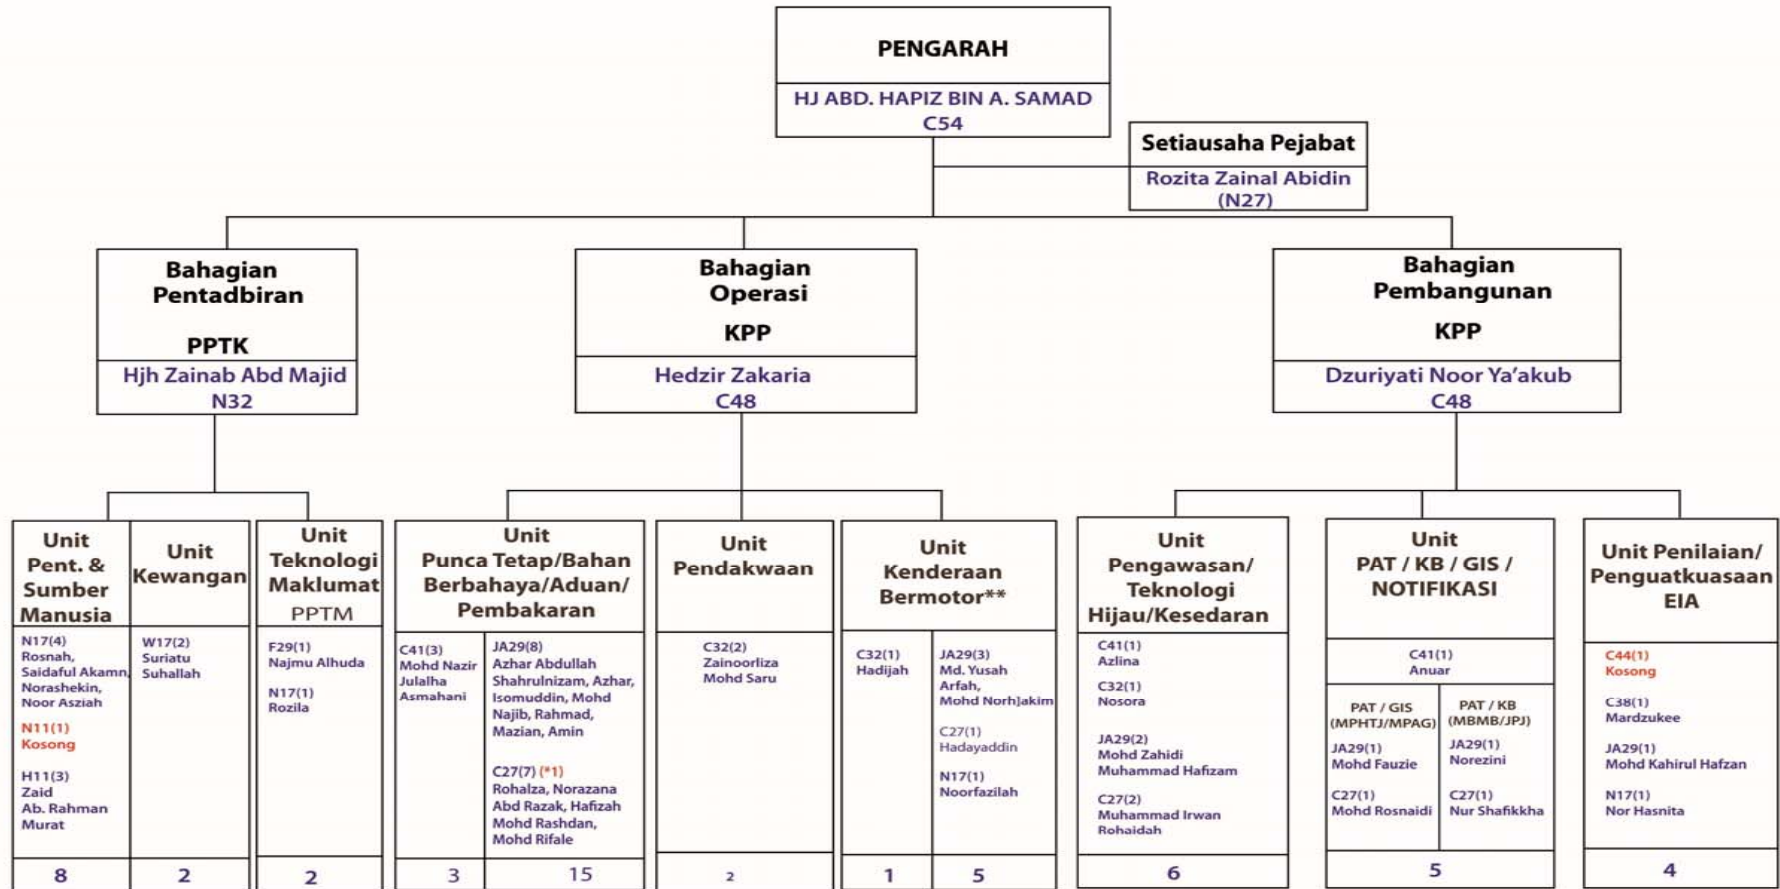 PENGARAH
HJ ABD. HAPIZ BIN A. SAMAD
C54
Setiausaha Pejabat
Rozita Zainal Abidin
(N27)
Bahagian
Pentadbiran
PPTK
Hjh Zainab Abd Majid
N32
Bahagian
Operasi
KPP
Hedzir Zakaria
C48
Bahagian
Pembangunan
KPP
Dzuriyati Noor Ya'akub
C48
Unit
Pent. &
Sumber
Manusia
N17(4)
Rosnah,
Saidaful Akamn,
Norashekin,
Noor Asziah
N11(1)
Kosong
H11(3)
Zaid
Ab. Rahman
Murat
8
Unit
Kewangan
W17(2)
Suriatu
Suhallah
2
Unit
Teknologi
Maklumat
PPTM
F29(1)
Najmu Alhuda
N17(1)
Rozila
2
Unit
Punca Tetap/Bahan
Berbahaya/Aduan/
Pembakaran
C41(3)
Mohd Nazir
Julalha
Asmahani
3
JA29(8)
Azhar Abdullah
Shahrulnizam, Azhar,
Isomuddin, Mohd
Najib, Rahmad,
Mazian, Amin
C27(7) (*1)
Rohalza, Norazana
Abd Razak, Hafizah
Mohd Rashdan,
Mohd Rifale
15
Unit
Pendakwaan
C32(2)
Zainoorliza
Mohd Saru
2
Unit
Kenderaan
Bermotor**
C32(1)
Hadijah
1
JA29(3)
Md. Yusah
Arfah,
Mohd Norh]akim
C27(1)
Hadayaddin
N17(1)
Noorfazilah
5
Unit
Pengawasan/
Teknologi
Hijau/Kesedaran
C41(1)
Azlina
C32(1)
Nosora
JA29(2)
Mohd Zahidi
Muhammad Hafizam
C27(2)
Muhammad Irwan
Rohaidah
6
Unit
PAT / KB / GIS /
NOTIFIKASI
C41(1)
Anuar
PAT / GIS
(MPHTJ/MPAG)
JA29(1)
Mohd Fauzie
C27(1)
Mohd Rosnaidi
PAT / KB
(MBMB/JPJ)
JA29(1)
Norezini
C27(1)
Nur Shafikkha
5
Unit Penilaian/
Penguatkuasaan
EIA
C44(1)
Kosong
C38(1)
Mardzukee
JA29(1)
Mohd Kahirul Hafzan
N17(1)
Nor Hasnita
4